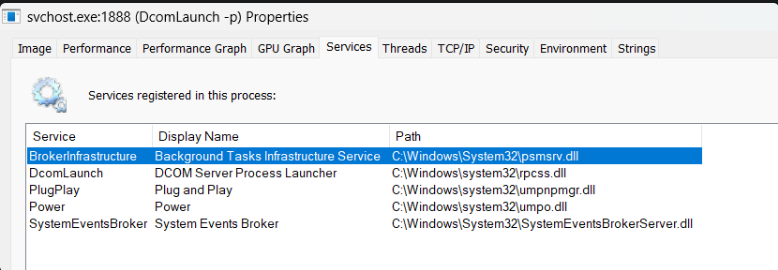 svchost.exe:1888 (DcomLaunch -p) Properties
Image Performance Performance Graph GPU Graph Services Threads TCP/IP Security Environment Strings
Services registered in this process:
Service Display Name Path
BrokerInfrastructure Background Tasks Infrastructure Service C:\Windows\System32\psmsrv.dll
DcomLaunch DCOM Server Process Launcher C:\Windows\system32\rpcss.dll
PlugPlay Plug and Play C:\Windows\system32\umpnpmgr.dll
Power Power C:\Windows\system32\umpo.dll
SystemEventsBroker System Events Broker C:\Windows\System32\SystemEventsBrokerServer.dll